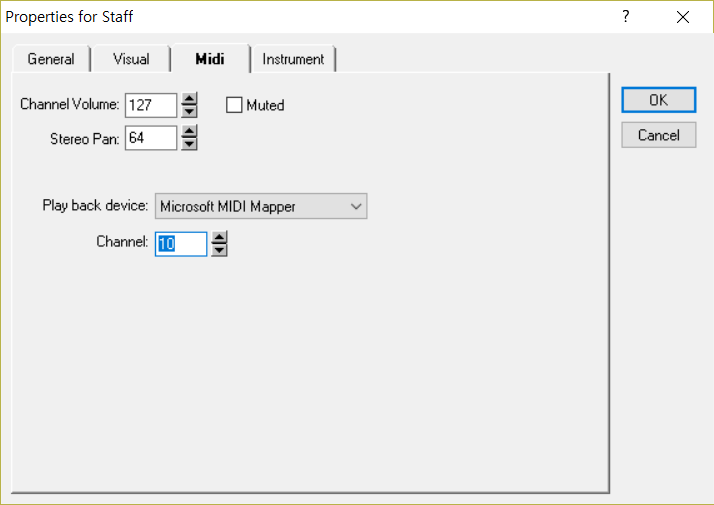 Properties for Staff ?
General Visual Midi Instrument
Channel Volume: 127 Muted OK
Stereo Pan: 64 Cancel
Play back device: Microsoft MIDI Mapper
Channel: 10